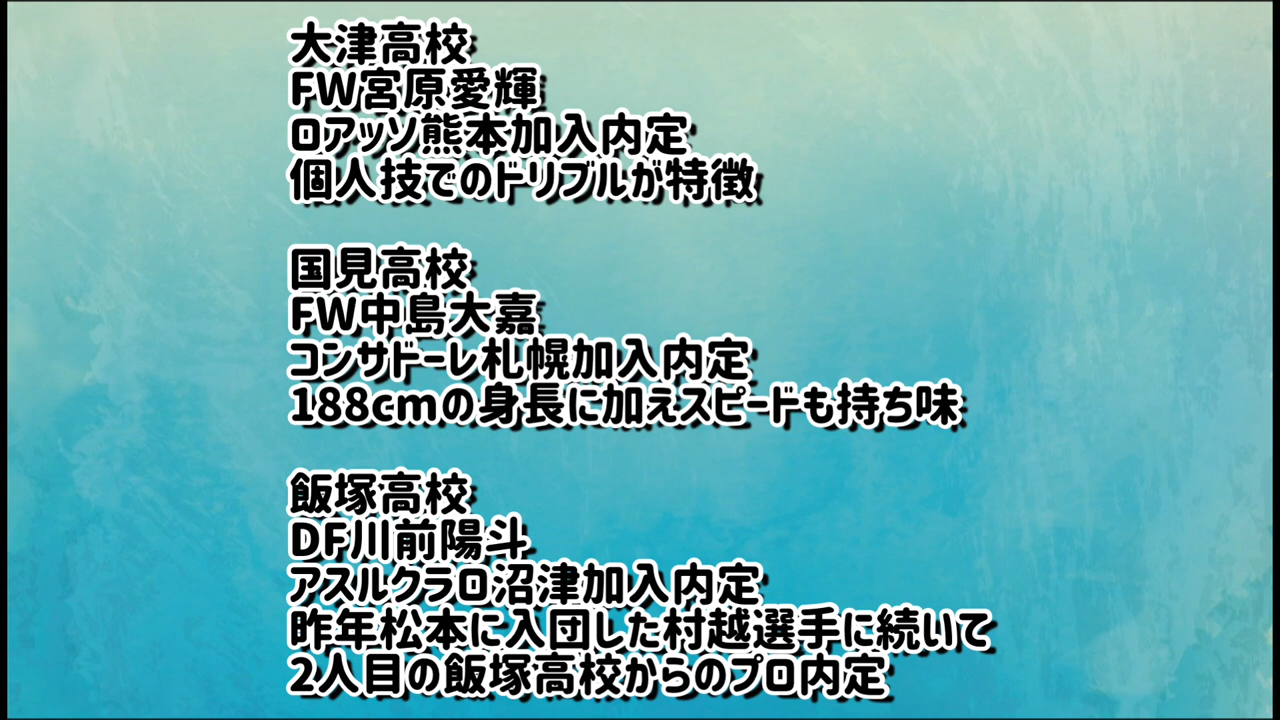 大津高校
FW宮原愛輝
ロアッソ熊本加入内定
個人技でのドリブルが特徴
国見高校
FW中島大嘉
コンサドーレ札幌加入内定
188cmの身長に加えスピードも持ち味
飯塚高校
DF川前陽斗
アスルクラロ沼津加入内定
昨年松本に入団した村越選手に続いて
2人目の飯塚高校からのプロ内定